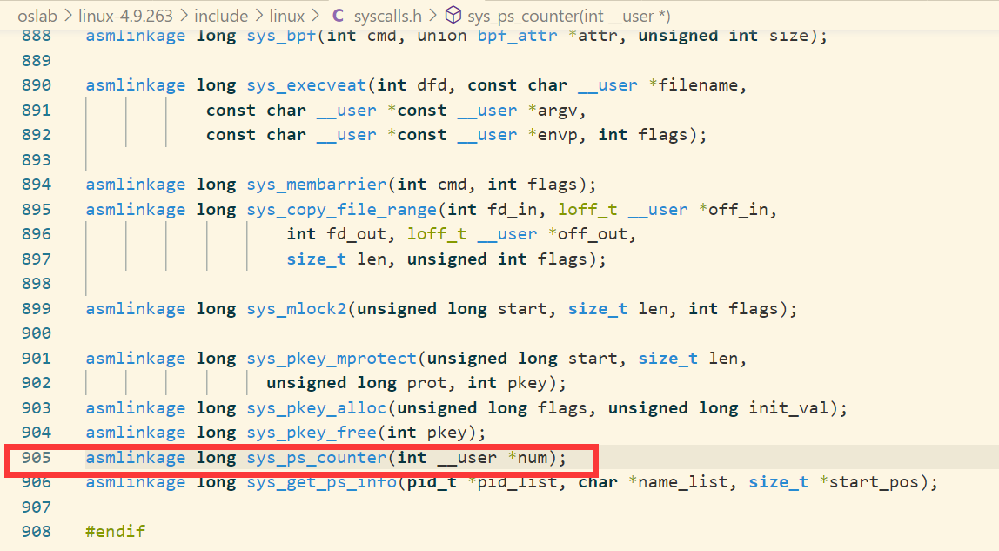 oslab > linux-4.9.263 > include > linux > C syscalls.h > sys_ps_counter(int __user *)
888 asmlinkage long sys_bpf(int cmd, union bpf_attr *attr, unsigned int size);
889
890 asmlinkage long sys_execveat(int dfd, const char __user *filename,
891 const char __user *const __user *argv,
892 const char __user *const __user *envp, int flags);
893
894 asmlinkage long sys_membarrier(int cmd, int flags);
895 asmlinkage long sys_copy_file_range(int fd_in, loff_t __user *off_in,
896 int fd_out, loff_t __user *off_out,
897 size_t len, unsigned int flags);
898
899 asmlinkage long sys_mlock2(unsigned long start, size_t len, int flags);
900
901 asmlinkage long sys_pkey_mprotect(unsigned long start, size_t len,
902 unsigned long prot, int pkey);
903 asmlinkage long sys_pkey_alloc(unsigned long flags, unsigned long init_val);
904 asmlinkage long sys_pkey_free(int pkey);
905 asmlinkage long sys_ps_counter(int __user *num);
906 asmlinkage long sys_get_ps_info(pid_t *pid_list, char *name_list, size_t *start_pos);
907
908 #endif